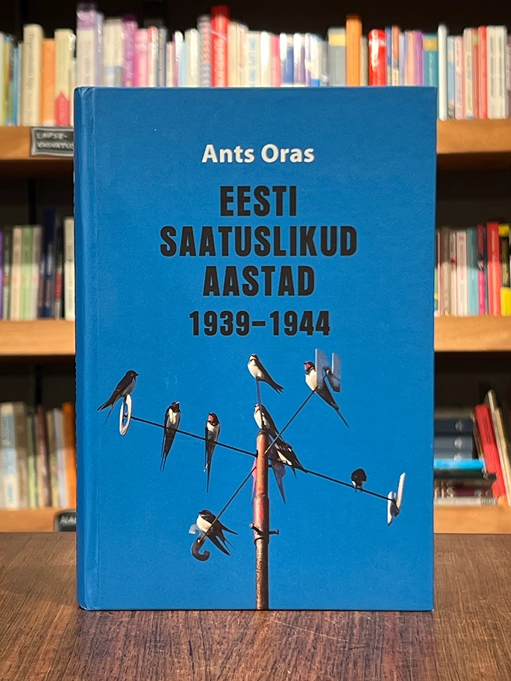 Ants Oras
EESTI
SAATUSLIKUD
AASTAD
1939–1944